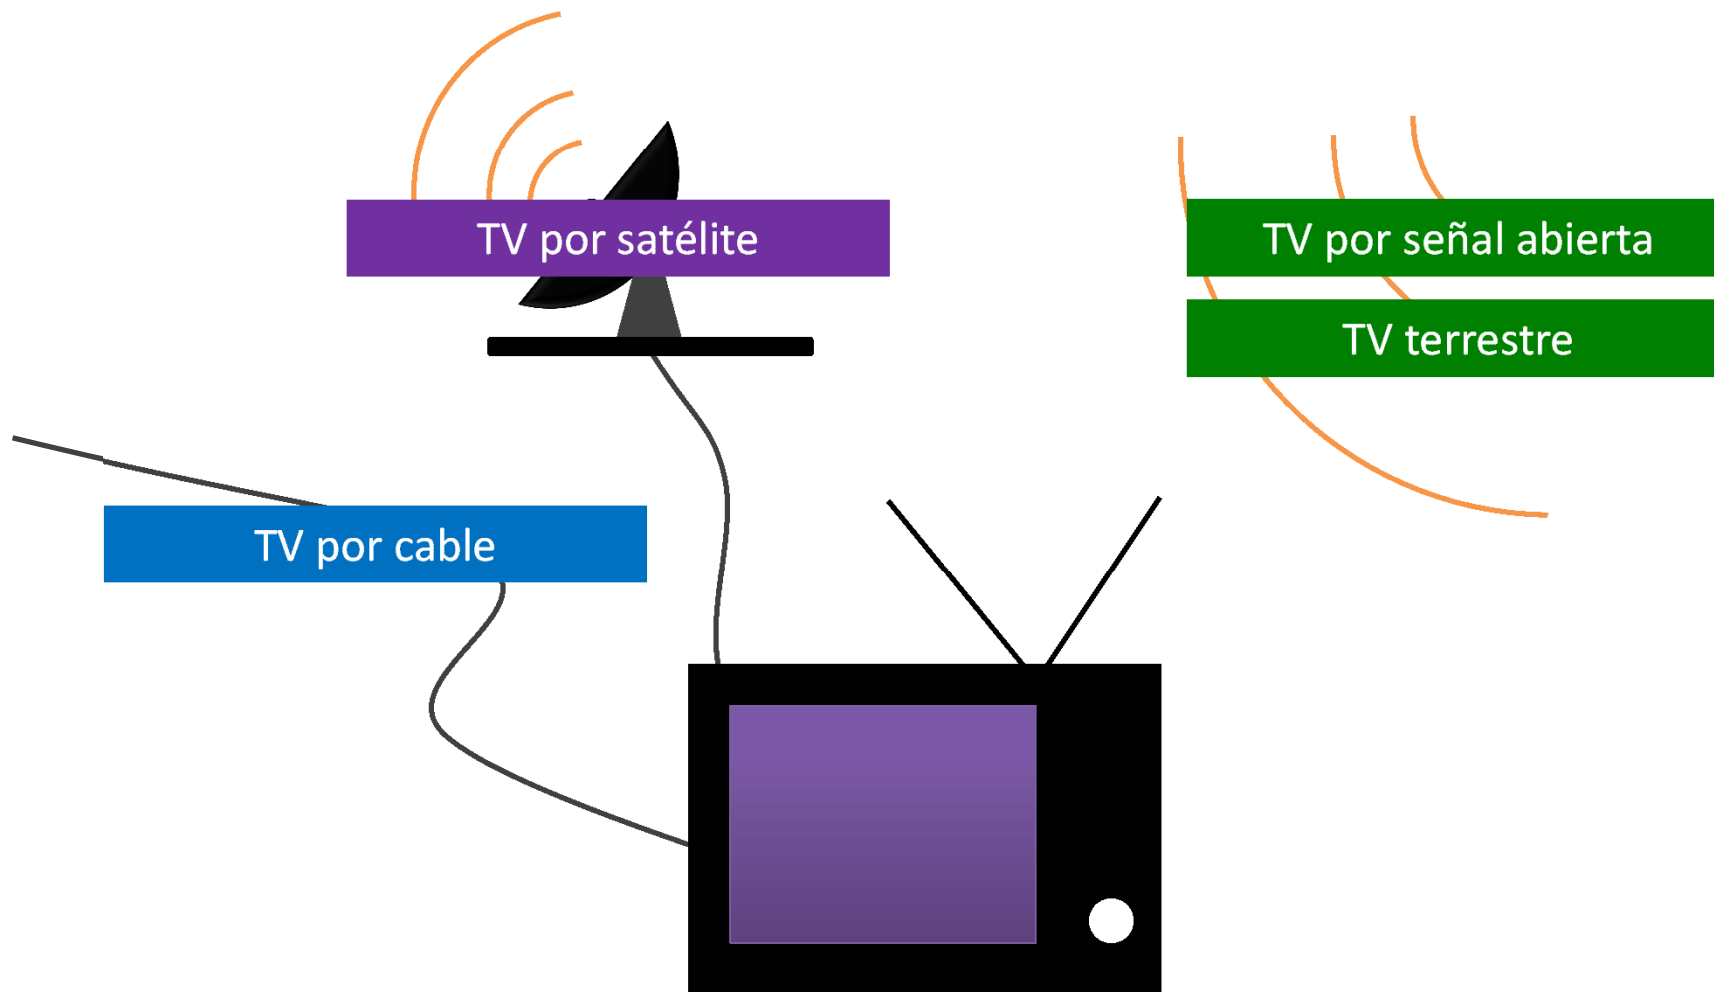 TV por satélite
TV por señal abierta
TV terrestre
TV por cable